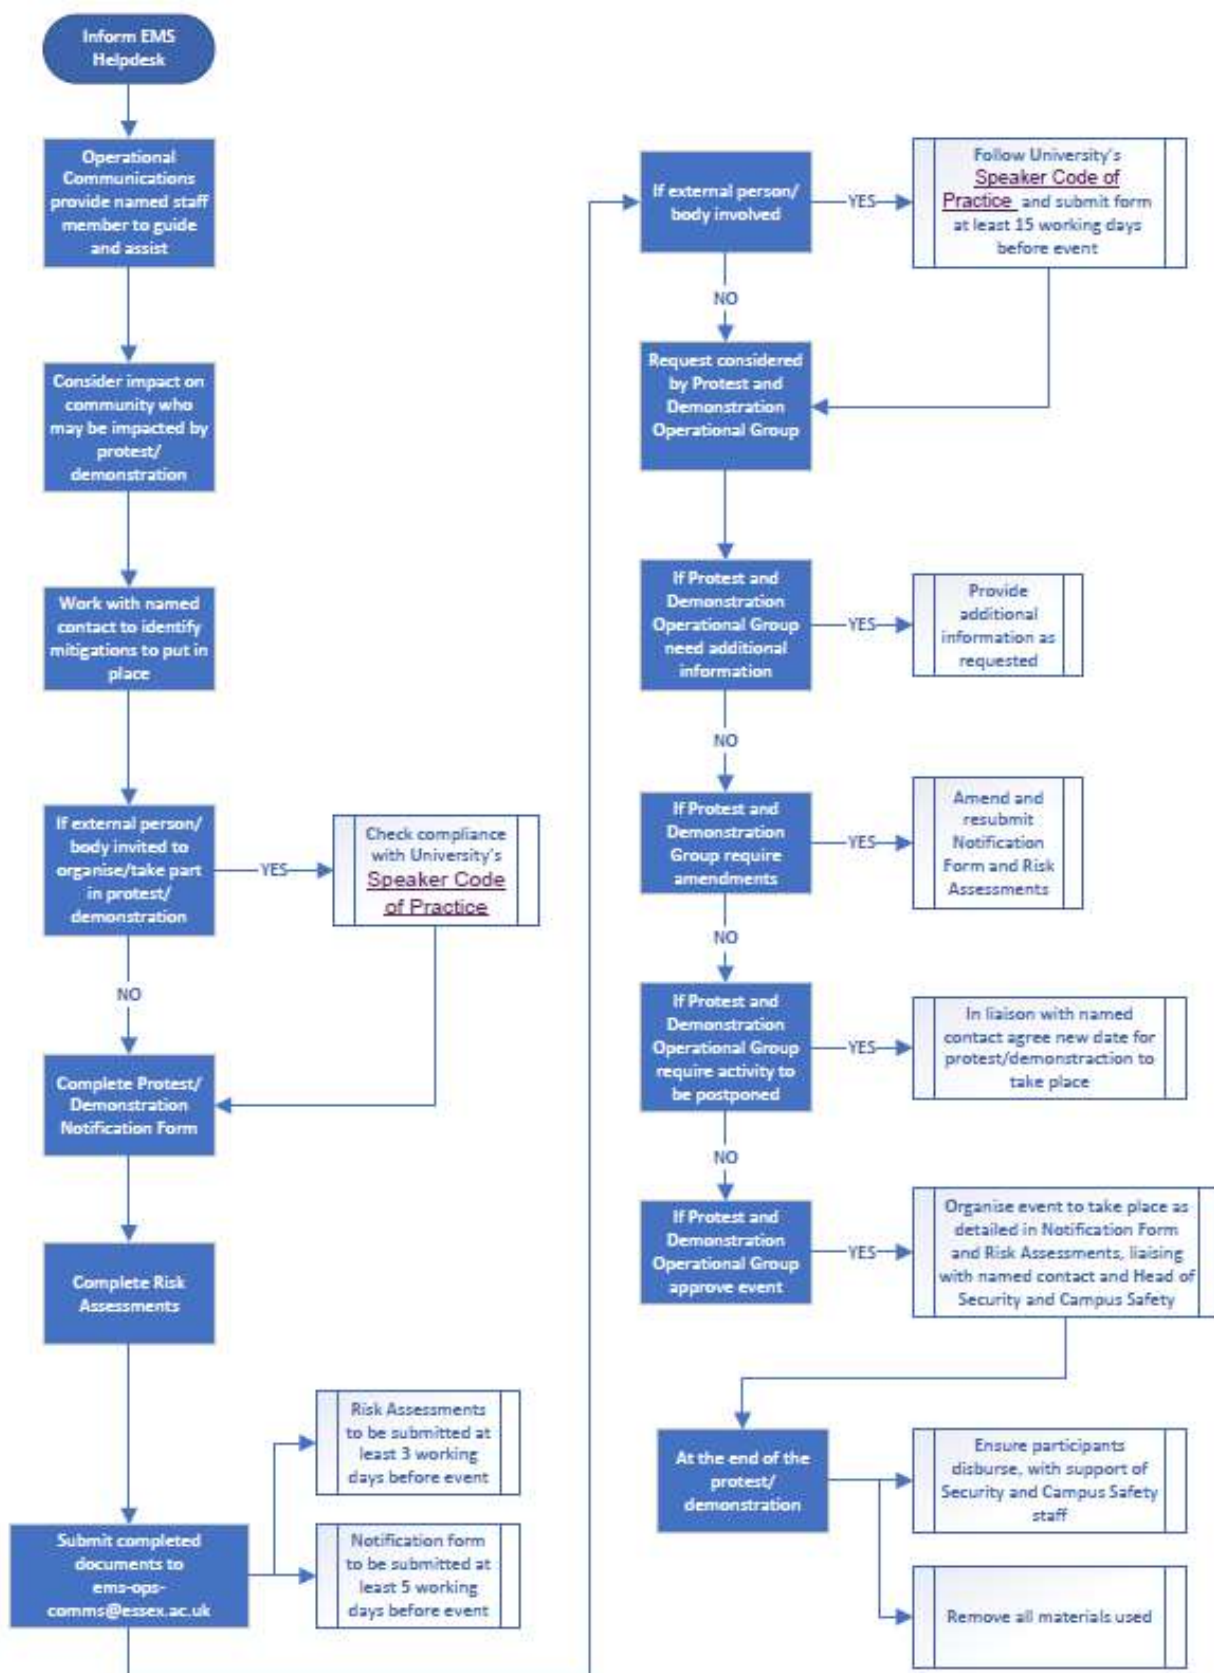 Inform EMS
Helpdesk
Operational
Communications
provide named staff
member to guide
and assist
Consider impact on
community who
may be impacted by
protest/
demonstration
Work with named
contact to identify
mitigations to put in
place
If external person/
body invited to
organise/take part
in protest/
demonstration
YES
Check compliance
with University's
Speaker Code
of Practice
NO
Complete Protest/
Demonstration
Notification Form
Complete Risk
Assessments
Submit completed
documents to
ems-ops-
comms@essex.ac.uk
Risk Assessments
to be submitted at
least 3 working
days before event
Notification form
to be submitted at
least 5 working
days before event
If external person/
body involved
YES
Follow University's
Speaker Code of
Practice and submit form
at least 15 working days
before event
NO
Request considered
by Protest and
Demonstration
Operational Group
If Protest and
Demonstration
Operational Group
need additional
information
YES
Provide
additional
information as
requested
NO
If Protest and
Demonstration
Group require
amendments
YES
Amend and
resubmit
Notification
Form and Risk
Assessments
NO
If Protest and
Demonstration
Operational Group
require activity to
be postponed
YES
In liaison with named
contact agree new date for
protest/demonstraction to
take place
NO
If Protest and
Demonstration
Operational Group
approve event
YES
Organise event to take place as
detailed in Notification Form
and Risk Assessments, liaising
with named contact and Head of
Security and Campus Safety
At the end of the
protest/
demonstration
Ensure participants
disburse, with support of
Security and Campus Safety
staff
Remove all materials used